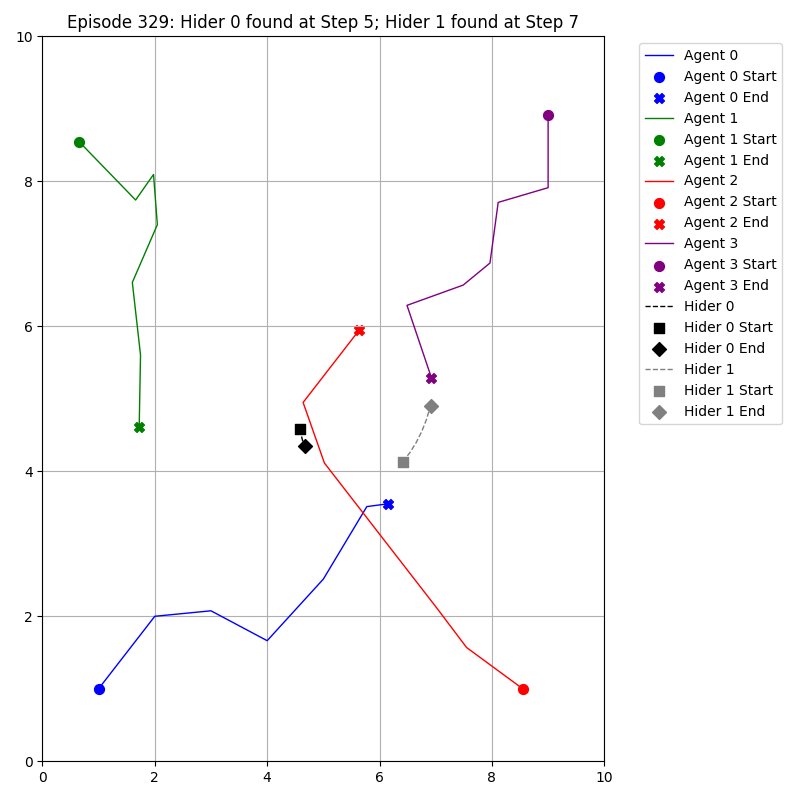 Episode 329: Hider 0 found at Step 5; Hider 1 found at Step 7
10
8
6
4
2
0
0 2 4 6 8 10
Agent 0
Agent 0 Start
Agent 0 End
Agent 1
Agent 1 Start
Agent 1 End
Agent 2
Agent 2 Start
Agent 2 End
Agent 3
Agent 3 Start
Agent 3 End
Hider 0
Hider 0 Start
Hider 0 End
Hider 1
Hider 1 Start
Hider 1 End